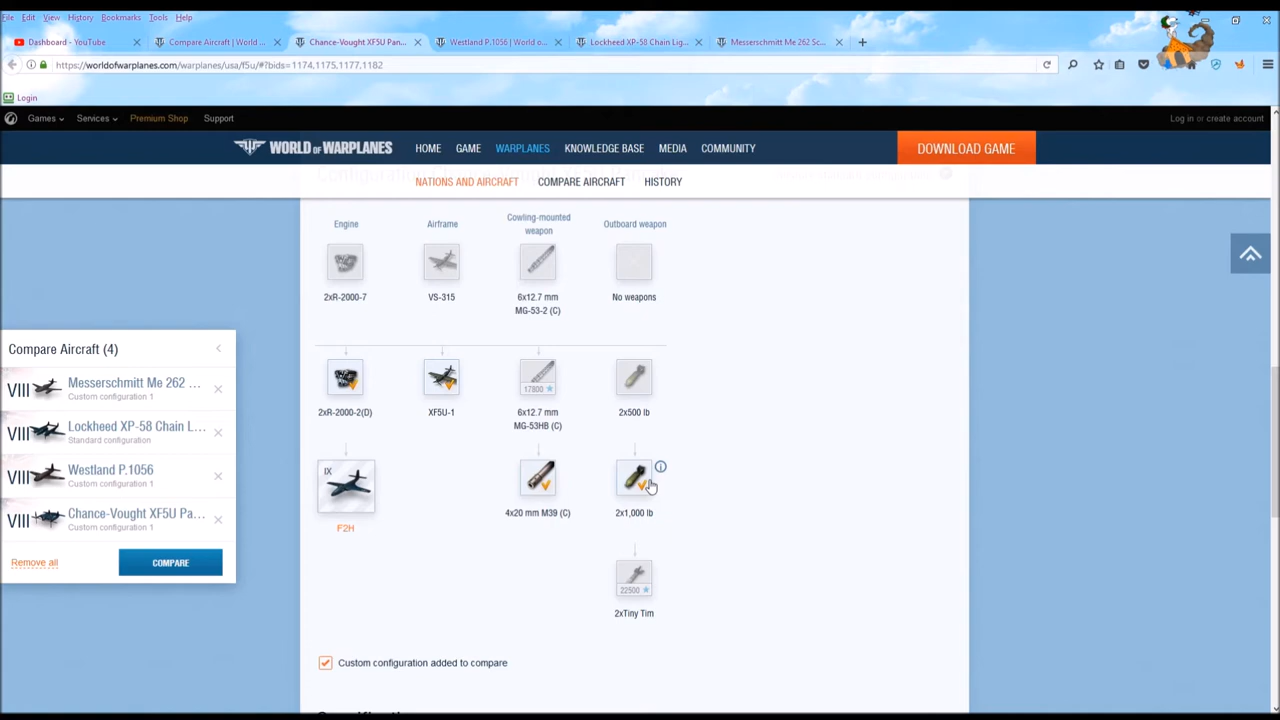 File Edit View History Bookmarks Tools Help
Dashboard - YouTube
Compare Aircraft | World ...
Chance-Vought XF5U Pan...
Westland P.1056 | World o...
Lockheed XP-58 Chain Lig...
Messerschmitt Me 262 Sc...
https://worldofwarplanes.com/warplanes/usa/f5u/#?bids=1174,1175,1177,1182
Login
Games Services Premium Shop Support
Log in or create account
WORLD OF WARPLANES
HOME GAME WARPLANES KNOWLEDGE BASE MEDIA COMMUNITY
DOWNLOAD GAME
NATIONS AND AIRCRAFT COMPARE AIRCRAFT HISTORY
Engine
Airframe
Cowling-mounted
weapon
Outboard weapon
2xR-2000-7
VS-315
6x12.7 mm
MG-53-2 (C)
No weapons
17800
2xR-2000-2(D)
XF5U-1
6x12.7 mm
MG-53HB (C)
2x500 lb
IX
F2H
4x20 mm M39 (C)
2x1,000 lb
22500
2xTiny Tim
Custom configuration added to compare
Compare Aircraft (4)
VIII
Messerschmitt Me 262 ...
Custom configuration 1
VIII
Lockheed XP-58 Chain L...
Standard configuration
VIII
Westland P.1056
Custom configuration 1
VIII
Chance-Vought XF5U Pa...
Custom configuration 1
Remove all
COMPARE